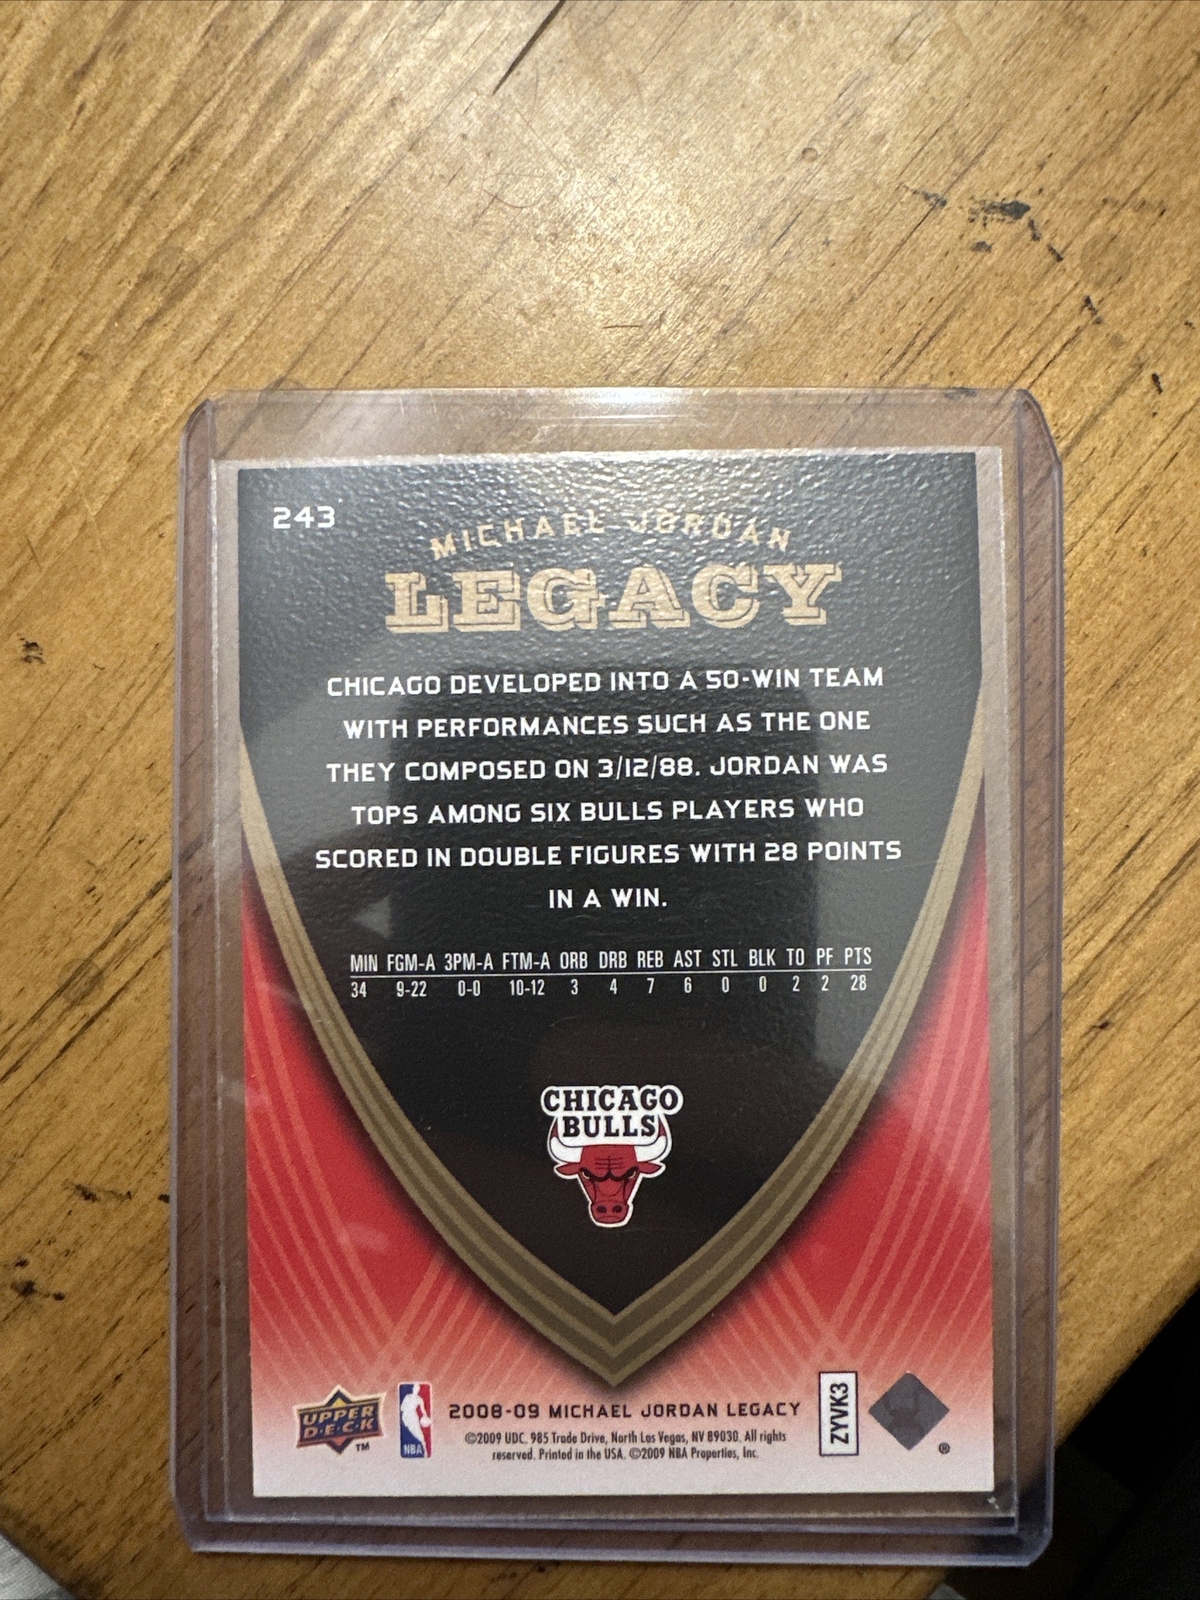 243
MICHAEL JORDAN
LEGACY
CHICAGO DEVELOPED INTO A 50-WIN TEAM
WITH PERFORMANCES SUCH AS THE ONE
THEY COMPOSED ON 3/12/88. JORDAN WAS
TOPS AMONG SIX BULLS PLAYERS WHO
SCORED IN DOUBLE FIGURES WITH 28 POINTS
IN A WIN.
MIN FGM-A 3PM-A FTM-A ORB DRB REB AST STL BLK TO PF PTS
34 9-22 0-0 10-12 3 4 7 6 0 0 2 2 28
CHICAGO
BULLS
UPPER
D·E·C·K
TM
NBA
2008-09 MICHAEL JORDAN LEGACY
©2009 UDC. 985 Trade Drive, North Las Vegas, NV 89030. All rights
reserved. Printed in the USA. ©2009 NBA Properties, Inc.
ZYVK3
®